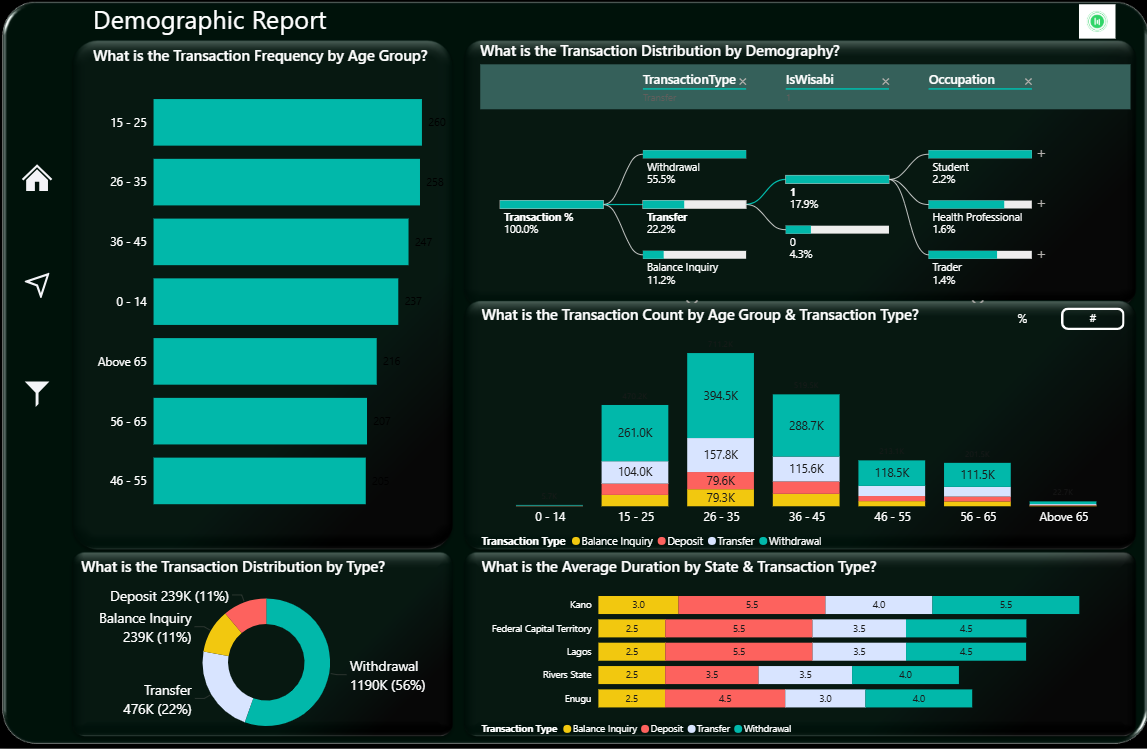 Demographic Report
What is the Transaction Frequency by Age Group?
15 - 25
260
26 - 35
258
36 - 45
247
0 - 14
237
Above 65
216
56 - 65
207
46 - 55
What is the Transaction Distribution by Demography?
TransactionType × IsWisabi × Occupation ×
Transfer 1
Transaction %
100.0%
Withdrawal
55.5%
Transfer
22.2%
Balance Inquiry
11.2%
1
17.9%
0
4.3%
Student
2.2%
Health Professional
1.6%
Trader
1.4%
What is the Transaction Count by Age Group & Transaction Type?
% #
261.0K
104.0K
394.5K
157.8K
79.6K
79.3K
288.7K
115.6K
118.5K
111.5K
0 - 14 15 - 25 26 - 35 36 - 45 46 - 55 56 - 65 Above 65
Transaction Type Balance Inquiry Deposit Transfer Withdrawal
What is the Transaction Distribution by Type?
Deposit 239K (11%)
Balance Inquiry
239K (11%)
Transfer
476K (22%)
Withdrawal
1190K (56%)
What is the Average Duration by State & Transaction Type?
Kano 3.0 5.5 4.0 5.5
Federal Capital Territory 2.5 5.5 3.5 4.5
Lagos 2.5 5.5 3.5 4.5
Rivers State 2.5 3.5 3.5 4.0
Enugu 2.5 4.5 3.0 4.0
Transaction Type Balance Inquiry Deposit Transfer Withdrawal